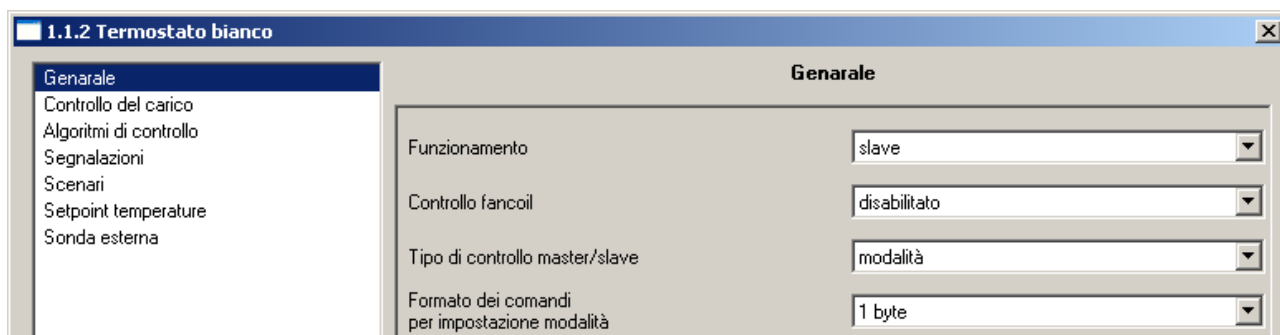 1.1.2 Termostato bianco
Genarale
Controllo del carico
Algoritmi di controllo
Segnalazioni
Scenari
Setpoint temperature
Sonda esterna
Genarale
Funzionamento
slave
Controllo fancoil
disabilitato
Tipo di controllo master/slave
modalità
Formato dei comandi
per impostazione modalità
1 byte